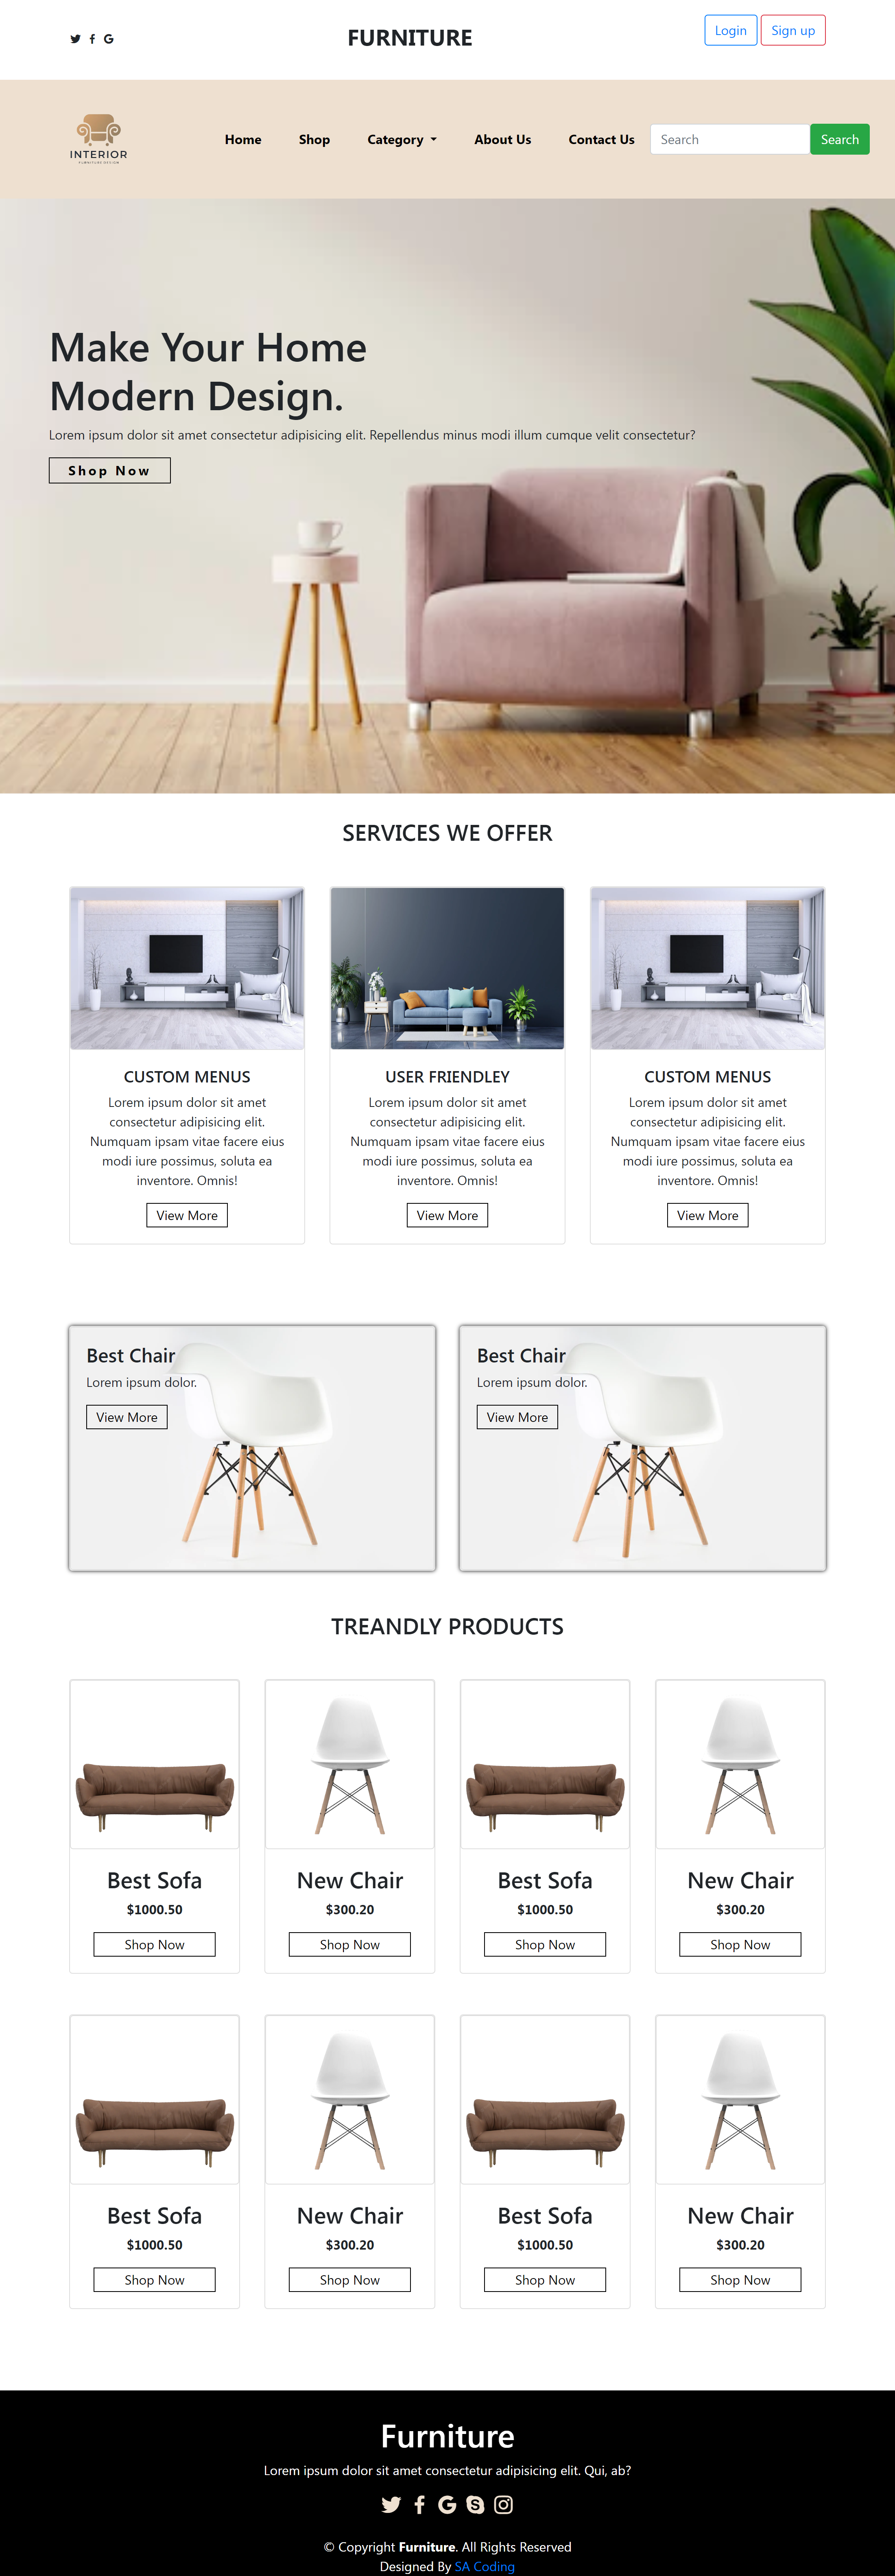 FURNITURE
Login
Sign up
INTERIOR
FURNITURE DESIGN
Home
Shop
Category
About Us
Contact Us
Search
Search
Make Your Home
Modern Design.
Lorem ipsum dolor sit amet consectetur adipisicing elit. Repellendus minus modi illum cumque velit consectetur?
Shop Now
SERVICES WE OFFER
CUSTOM MENUS
Lorem ipsum dolor sit amet
consectetur adipisicing elit.
Numquam ipsam vitae facere eius
modi iure possimus, soluta ea
inventore. Omnis!
View More
USER FRIENDLEY
Lorem ipsum dolor sit amet
consectetur adipisicing elit.
Numquam ipsam vitae facere eius
modi iure possimus, soluta ea
inventore. Omnis!
View More
CUSTOM MENUS
Lorem ipsum dolor sit amet
consectetur adipisicing elit.
Numquam ipsam vitae facere eius
modi iure possimus, soluta ea
inventore. Omnis!
View More
Best Chair
Lorem ipsum dolor.
View More
Best Chair
Lorem ipsum dolor.
View More
TREANDLY PRODUCTS
Best Sofa
$1000.50
Shop Now
New Chair
$300.20
Shop Now
Best Sofa
$1000.50
Shop Now
New Chair
$300.20
Shop Now
Best Sofa
$1000.50
Shop Now
New Chair
$300.20
Shop Now
Best Sofa
$1000.50
Shop Now
New Chair
$300.20
Shop Now
Furniture
Lorem ipsum dolor sit amet consectetur adipisicing elit. Qui, ab?
© Copyright Furniture. All Rights Reserved
Designed By SA Coding